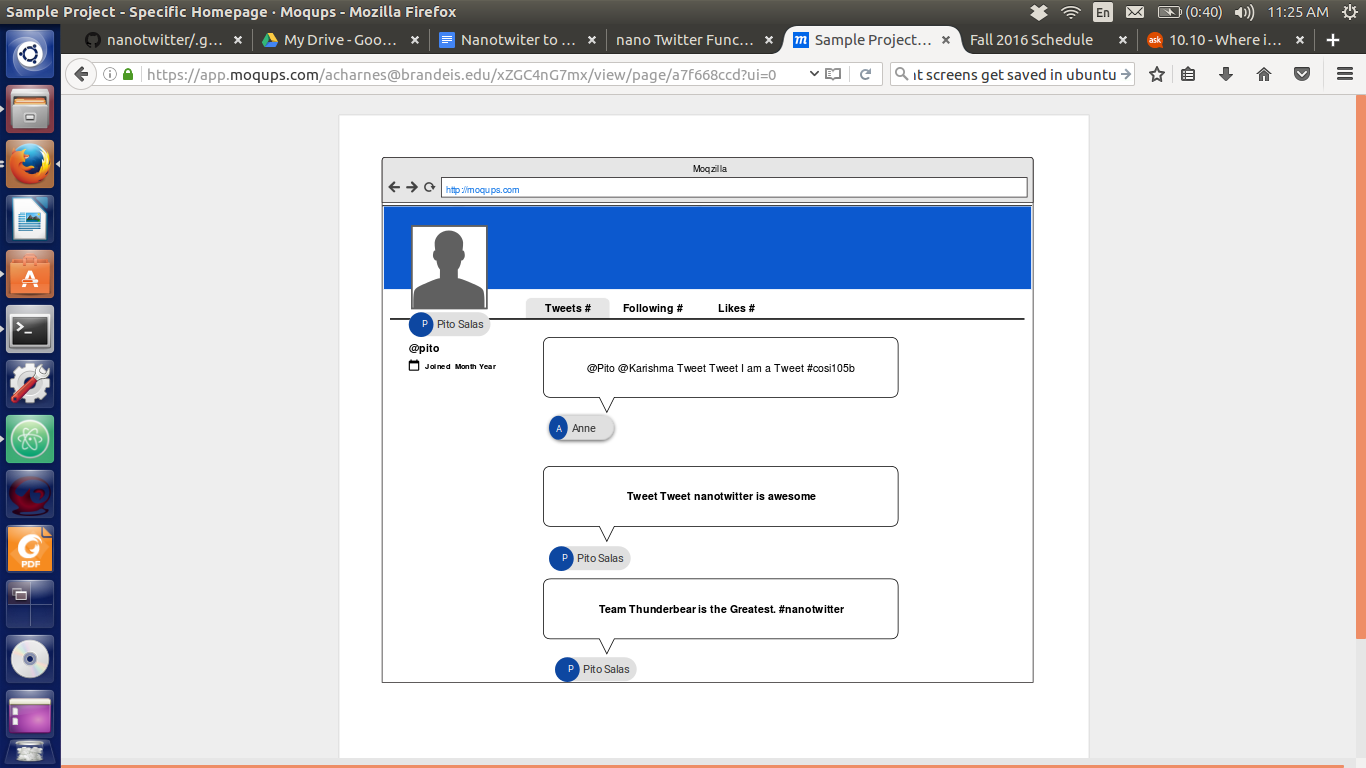 Sample Project - Specific Homepage · Moqups - Mozilla Firefox
En
(0:40)
11:25 AM
nanotwitter/.g... ×
My Drive - Goo... ×
Nanotwiter to ... ×
nano Twitter Func... ×
m Sample Project... ×
Fall 2016 Schedule ×
ask 10.10 - Where i... ×
https://app.moqups.com/acharnes@brandeis.edu/xZGC4nG7mx/view/page/a7f668ccd?ui=0
t screens get saved in ubuntu
Moqzilla
http://moqups.com
Tweets #
Following #
Likes #
P Pito Salas
@pito
Joined Month Year
@Pito @Karishma Tweet Tweet I am a Tweet #cosi105b
A Anne
Tweet Tweet nanotwitter is awesome
P Pito Salas
Team Thunderbear is the Greatest. #nanotwitter
P Pito Salas
A
PDF